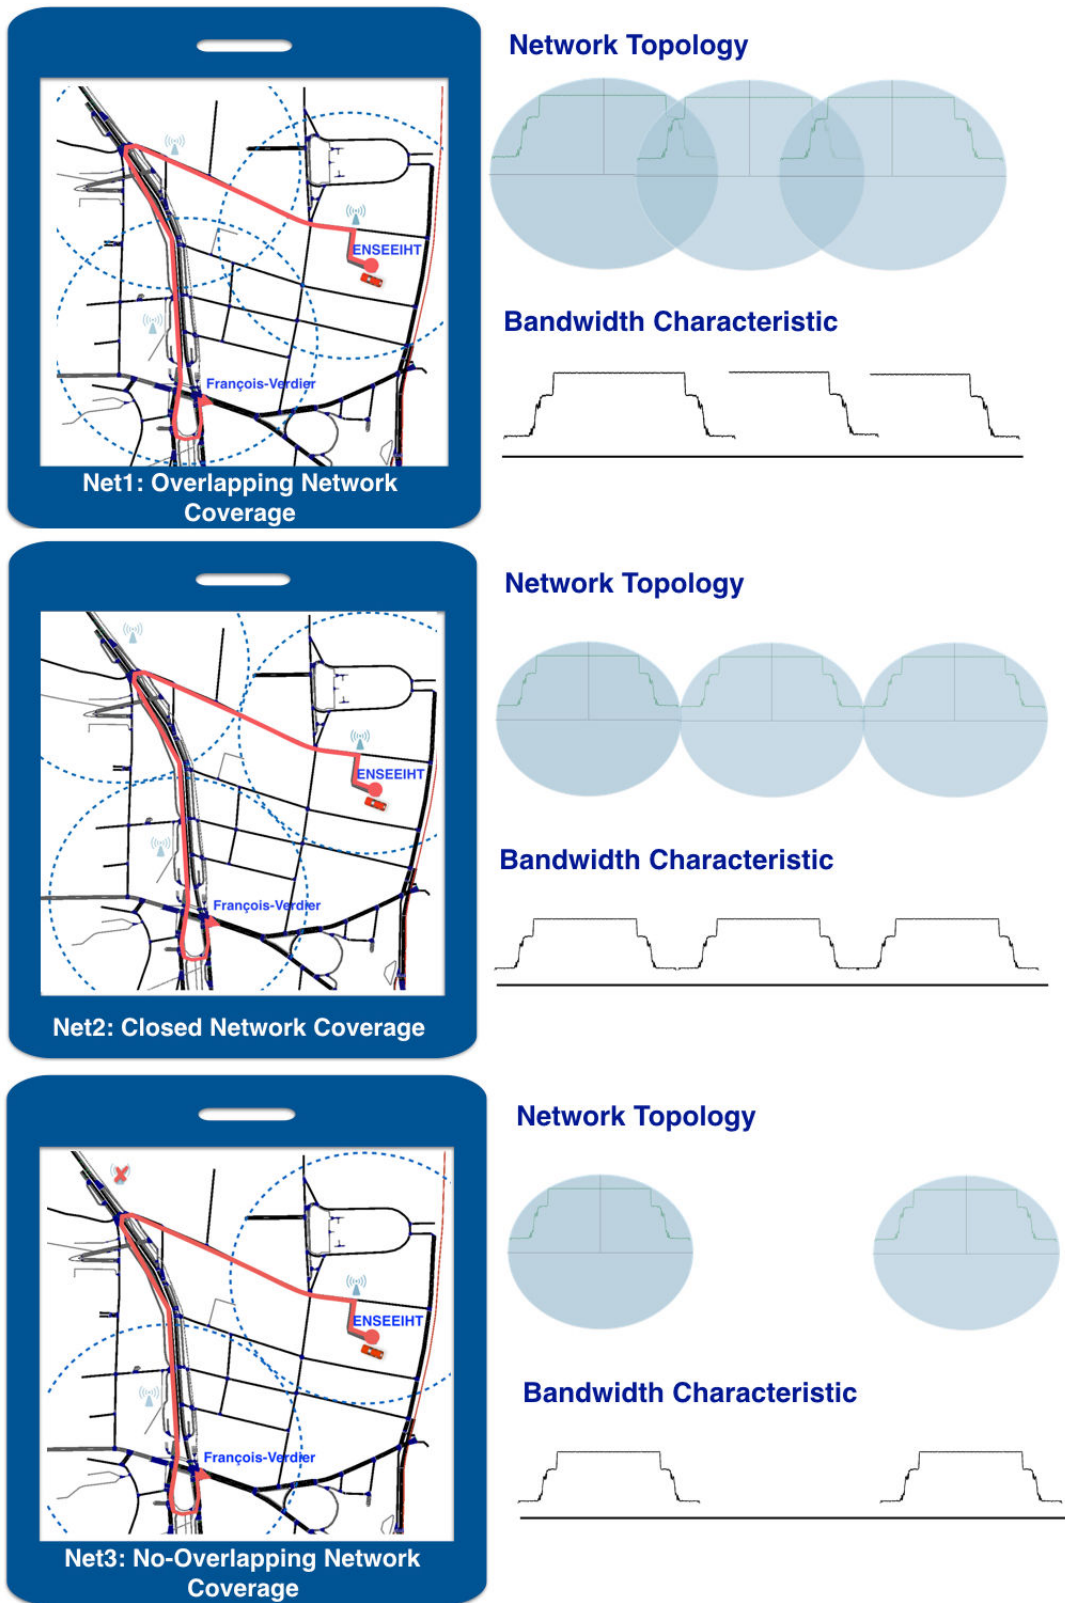 Network Topology
ENSEEIHT
François-Verdier
Net1: Overlapping Network
Coverage
Bandwidth Characteristic
Network Topology
ENSEEIHT
François-Verdier
Net2: Closed Network Coverage
Bandwidth Characteristic
Network Topology
ENSEEIHT
François-Verdier
Net3: No-Overlapping Network
Coverage
Bandwidth Characteristic